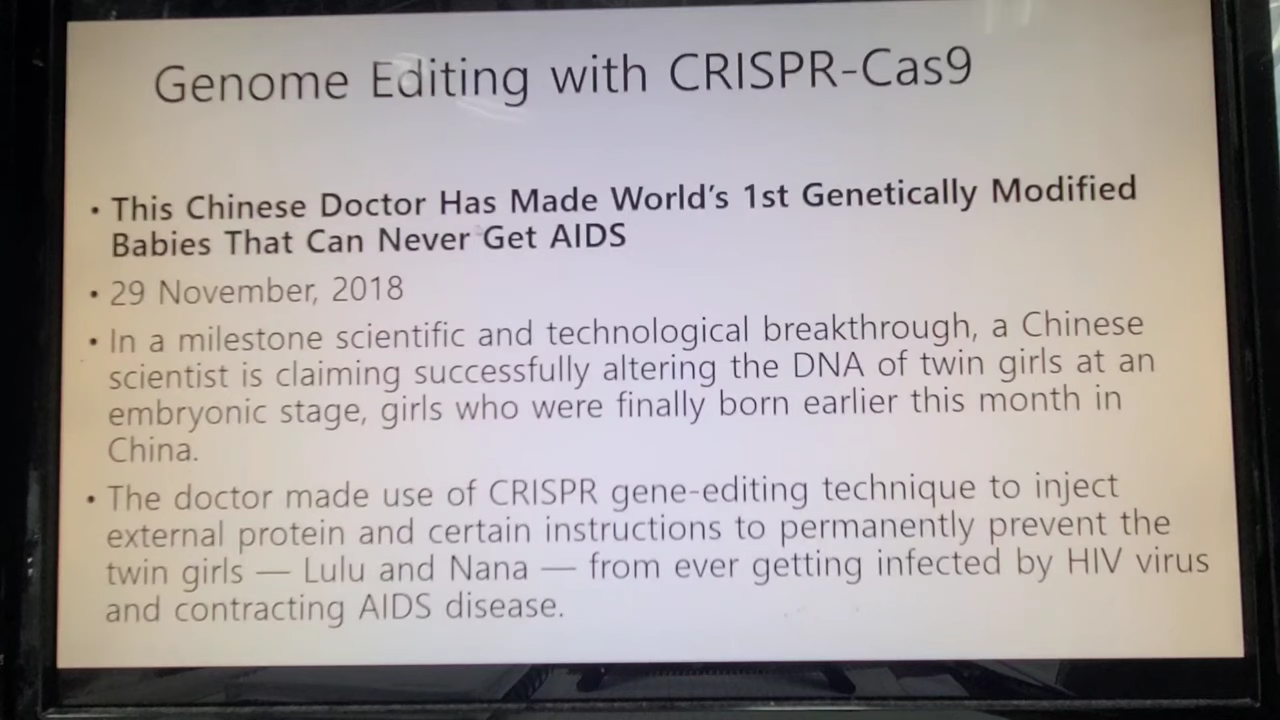 Genome Editing with CRISPR-Cas9
• This Chinese Doctor Has Made World's 1st Genetically Modified
Babies That Can Never Get AIDS
• 29 November, 2018
• In a milestone scientific and technological breakthrough, a Chinese
scientist is claiming successfully altering the DNA of twin girls at an
embryonic stage, girls who were finally born earlier this month in
China.
• The doctor made use of CRISPR gene-editing technique to inject
external protein and certain instructions to permanently prevent the
twin girls — Lulu and Nana — from ever getting infected by HIV virus
and contracting AIDS disease.